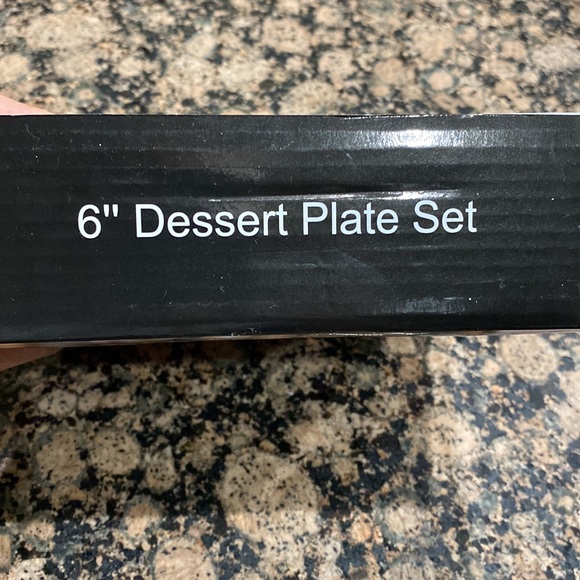 6" Dessert Plate Set